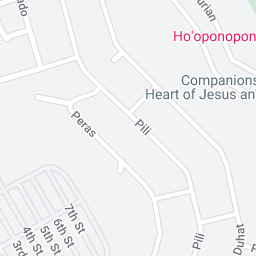 Ho'oponopon
Companions
Heart of Jesus an
Pili
Peras
7th St
6th St
5th St
4th St
3rd
Pili
Duhat